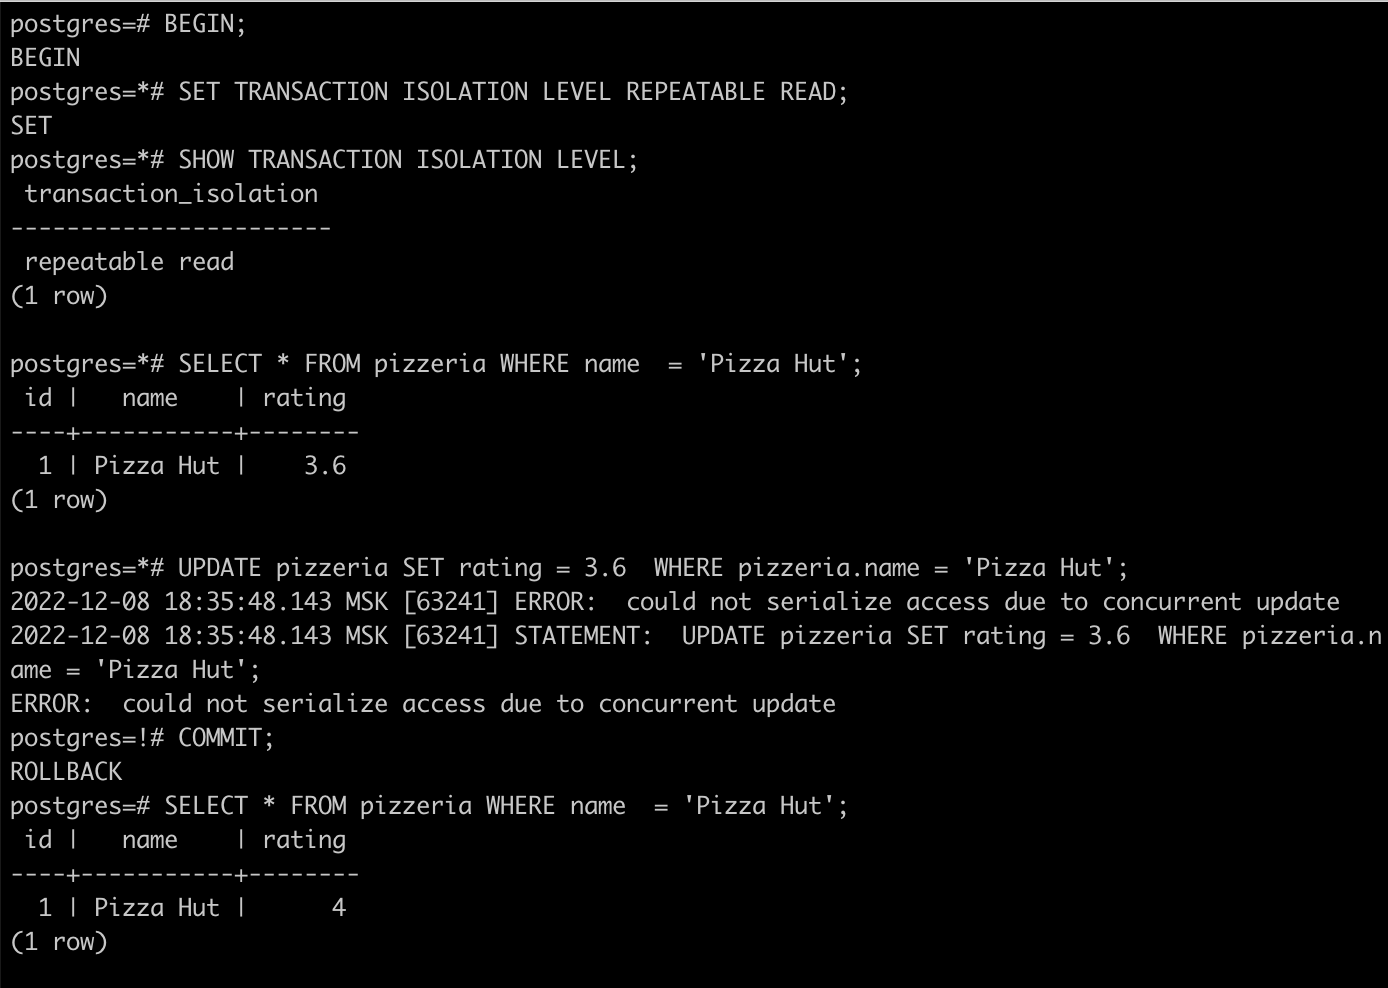 postgres=# BEGIN;
BEGIN
postgres=*# SET TRANSACTION ISOLATION LEVEL REPEATABLE READ;
SET
postgres=*# SHOW TRANSACTION ISOLATION LEVEL;
 transaction_isolation
-----------------------
 repeatable read
(1 row)

postgres=*# SELECT * FROM pizzeria WHERE name  = 'Pizza Hut';
 id |   name    | rating
----+-----------+--------
  1 | Pizza Hut |    3.6
(1 row)

postgres=*# UPDATE pizzeria SET rating = 3.6  WHERE pizzeria.name = 'Pizza Hut';
2022-12-08 18:35:48.143 MSK [63241] ERROR:  could not serialize access due to concurrent update
2022-12-08 18:35:48.143 MSK [63241] STATEMENT:  UPDATE pizzeria SET rating = 3.6  WHERE pizzeria.n
ame = 'Pizza Hut';
ERROR:  could not serialize access due to concurrent update
postgres=!# COMMIT;
ROLLBACK
postgres=# SELECT * FROM pizzeria WHERE name  = 'Pizza Hut';
 id |   name    | rating
----+-----------+--------
  1 | Pizza Hut |      4
(1 row)